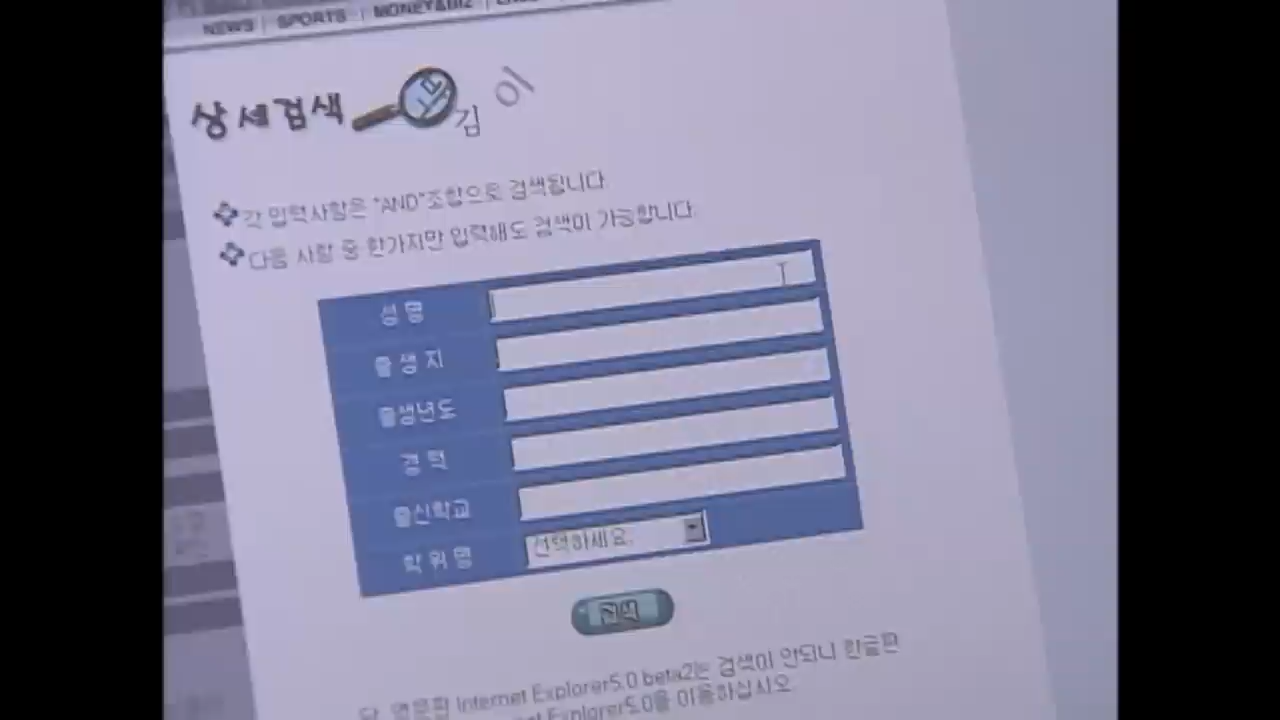 NEWS | SPORTS | MONEY&BIZ |
상세검색
김 이
각 입력사항은 "AND"조합으로 검색됩니다.
다음 사항 중 한가지만 입력해도 검색이 가능합니다.
성 명
출 생 지
출생년도
경 력
출신학교
학 위 명 선택하세요.
검색
단, 영문판 Internet Explorer5.0 beta2는 검색이 안되니 한글판
Explorer5.0을 이용하십시오